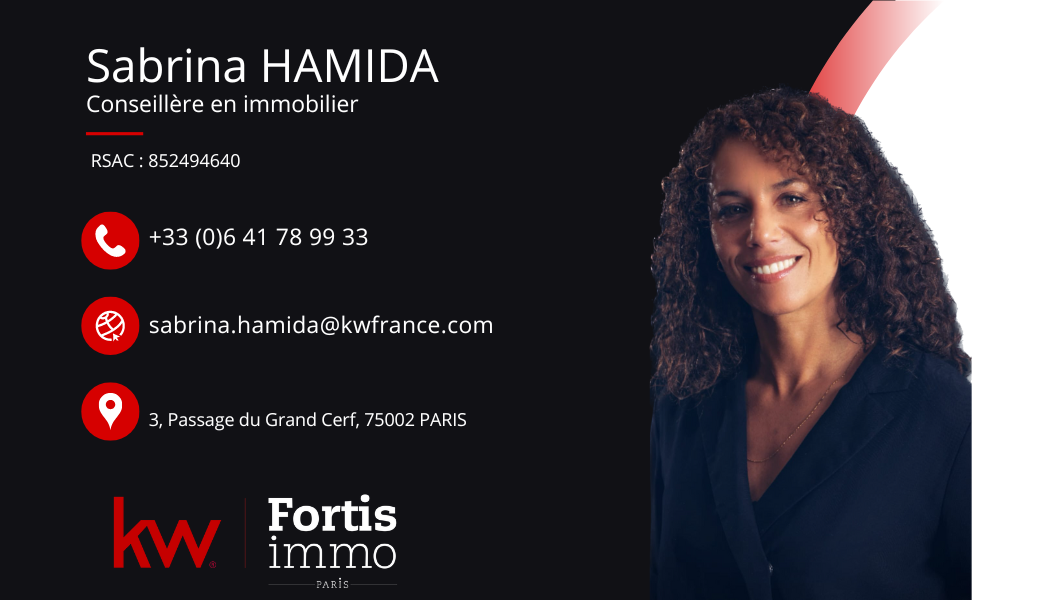 Sabrina HAMIDA
Conseillère en immobilier
RSAC : 852494640
+33 (0)6 41 78 99 33
sabrina.hamida@kwfrance.com
3, Passage du Grand Cerf, 75002 PARIS
kw®
Fortis
immo
PARIS